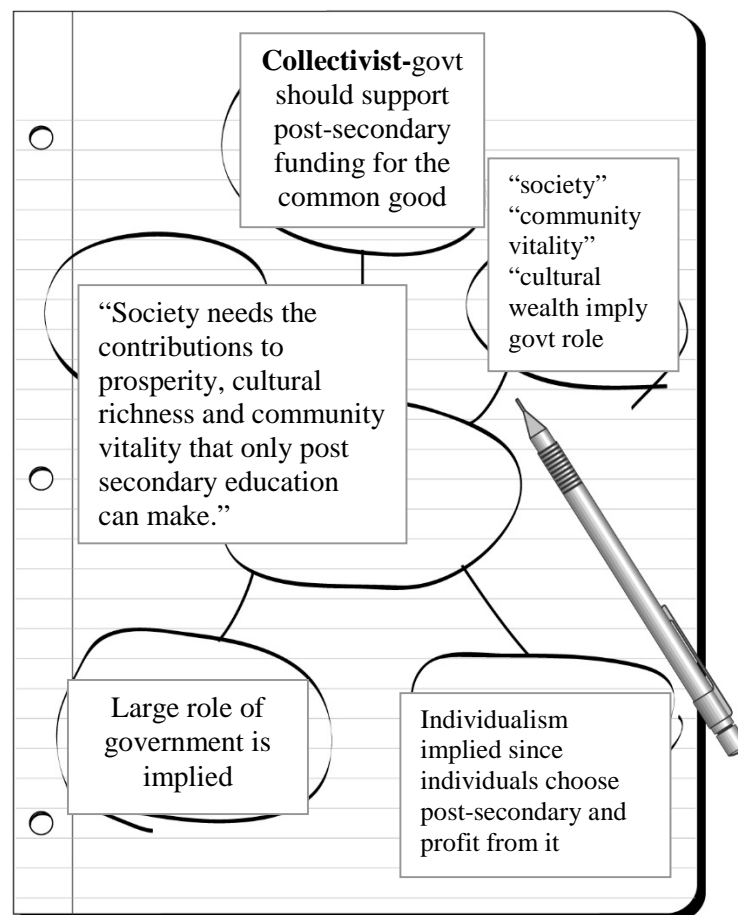 Collectivist-govt
should support
post-secondary
funding for the
common good
“society”
“community
vitality”
“cultural
wealth imply
govt role
“Society needs the
contributions to
prosperity, cultural
richness and community
vitality that only post
secondary education
can make.”
Large role of
government is
implied
Individualism
implied since
individuals choose
post-secondary and
profit from it